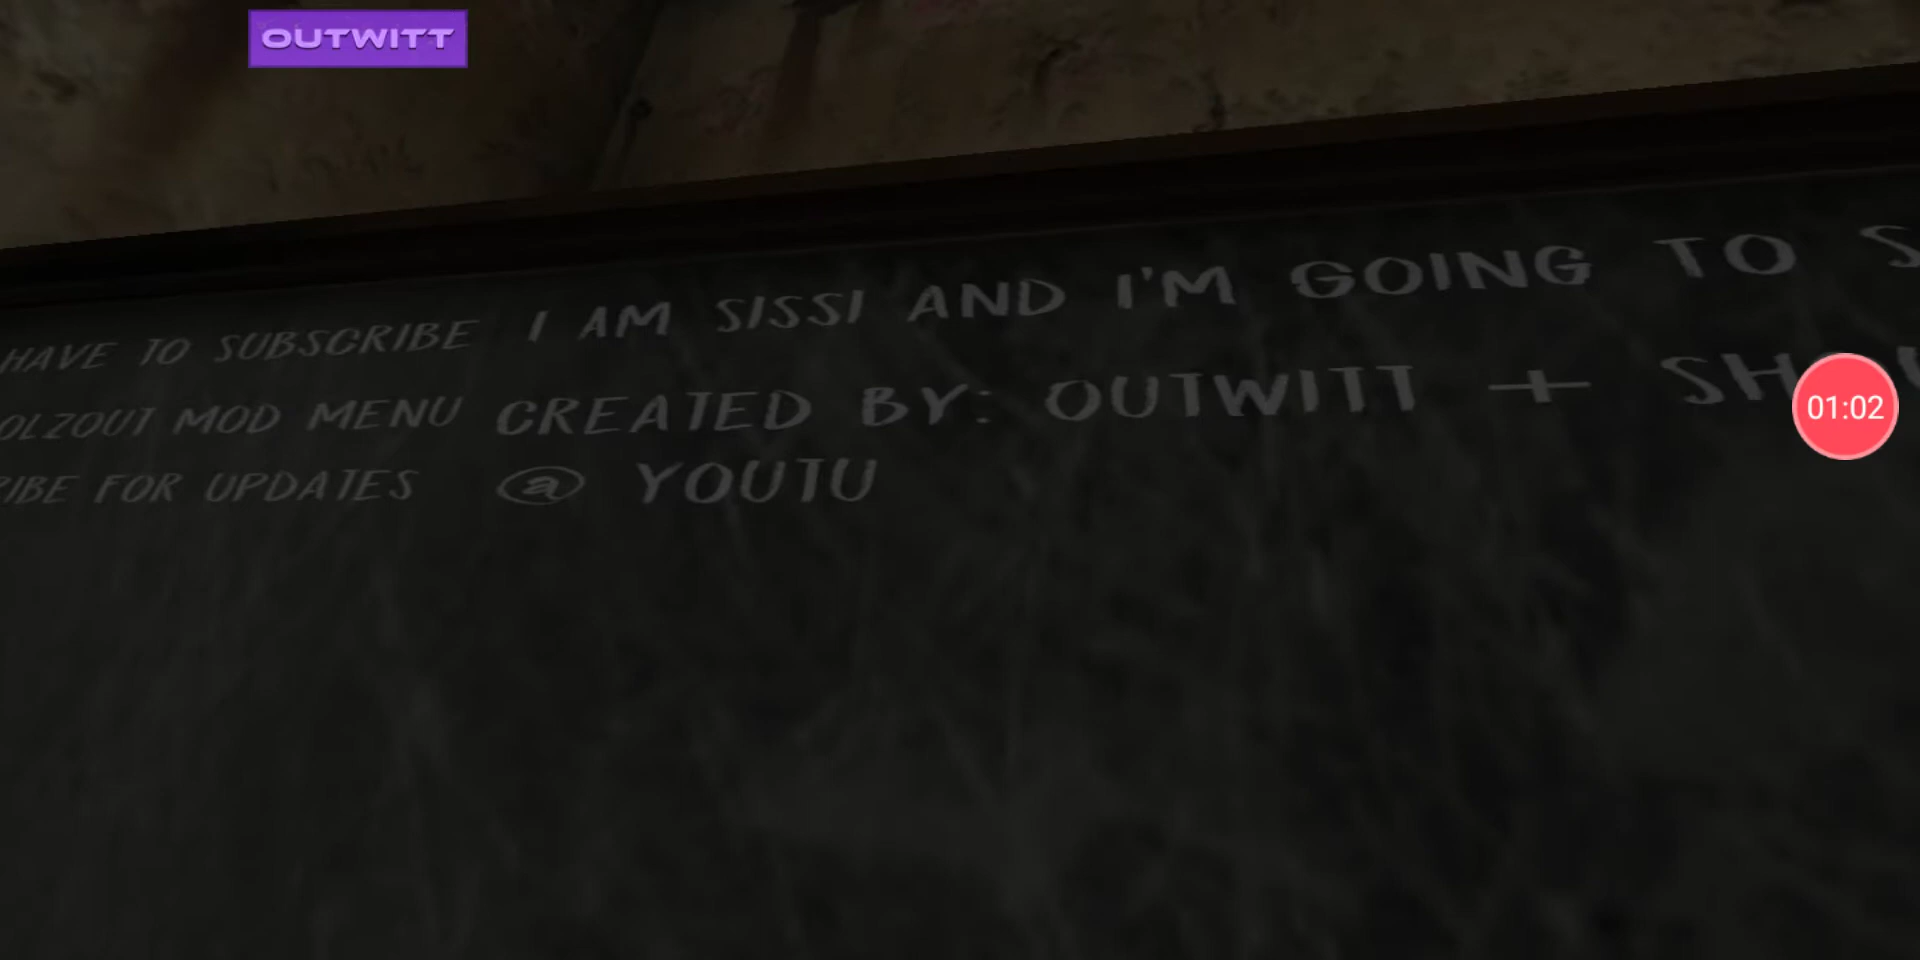 OUTWITT
HAVE TO SUBSCRIBE
MOD MENU
FOR UPDATES
I AM SISSI AND I'M GOING TO
CREATED BY: OUTWITT +
@ YOUTU
01:02